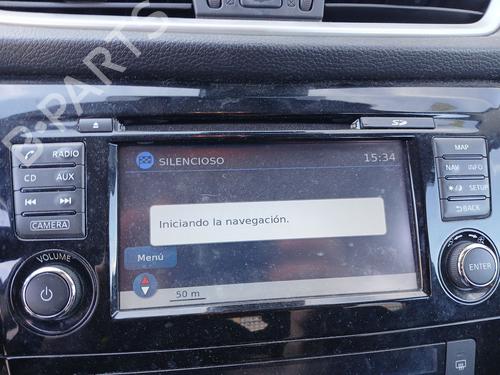 SILENCIOSO
15:34
Iniciando la navegación.
Menú
50 m
RADIO
CD AUX
CAMERA
VOLUME
SD
MAP
NAV INFO
SETUP
BACK
ENTER
B-PARTS